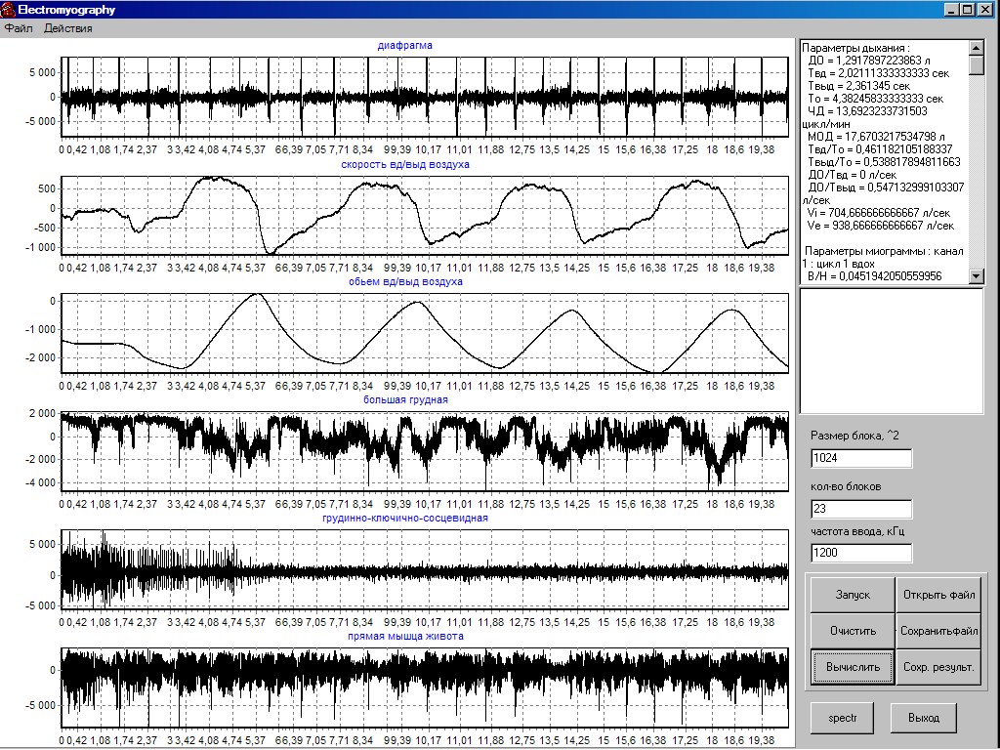 Electromyography
Файл Действия
диафрагма
5 000
0
-5 000
0 0,42 1,08 1,74 2,37 3 3,42 4,08 4,74 5,37 6 6,39 7,05 7,71 8,34 9 9,39 10,17 11,01 11,88 12,75 13,5 14,25 15 15,6 16,38 17,25 18 18,6 19,38
скорость вд/выд воздуха
500
0
-500
-1 000
0 0,42 1,08 1,74 2,37 3 3,42 4,08 4,74 5,37 6 6,39 7,05 7,71 8,34 9 9,39 10,17 11,01 11,88 12,75 13,5 14,25 15 15,6 16,38 17,25 18 18,6 19,38
обьем вд/выд воздуха
0
-1 000
-2 000
0 0,42 1,08 1,74 2,37 3 3,42 4,08 4,74 5,37 6 6,39 7,05 7,71 8,34 9 9,39 10,17 11,01 11,88 12,75 13,5 14,25 15 15,6 16,38 17,25 18 18,6 19,38
большая грудная
2 000
0
-2 000
-4 000
0 0,42 1,08 1,74 2,37 3 3,42 4,08 4,74 5,37 6 6,39 7,05 7,71 8,34 9 9,39 10,17 11,01 11,88 12,75 13,5 14,25 15 15,6 16,38 17,25 18 18,6 19,38
грудинно-ключично-сосцевидная
5 000
0
-5 000
0 0,42 1,08 1,74 2,37 3 3,42 4,08 4,74 5,37 6 6,39 7,05 7,71 8,34 9 9,39 10,17 11,01 11,88 12,75 13,5 14,25 15 15,6 16,38 17,25 18 18,6 19,38
прямая мышца живота
0
-5 000
0 0,42 1,08 1,74 2,37 3 3,42 4,08 4,74 5,37 6 6,39 7,05 7,71 8,34 9 9,39 10,17 11,01 11,88 12,75 13,5 14,25 15 15,6 16,38 17,25 18 18,6 19,38
Параметры дыхания :
ДО = 1,2917897223863 л
Твд = 2,02111333333333 сек
Твыд = 2,361345 сек
То = 4,38245833333333 сек
ЧД = 13,6923233731503
цикл/мин
МОД = 17,6703217534798 л
Твд/То = 0,461182105188337
Твыд/То = 0,538817894811663
ДО/Твд = 0 л/сек
ДО/Твыд = 0,547132999103307
л/сек
Vi = 704,666666666667 л/сек
Ve = 938,666666666667 л/сек
Параметры миограммы : канал
1 : цикл 1 вдох
В/Н = 0,0451942050559956
Размер блока, ^2
1024
кол-во блоков
23
частота ввода, кГц
1200
Запуск Открыть файл
Очистить Сохранитьфайл
Вычислить Сохр. результ.
spectr Выход